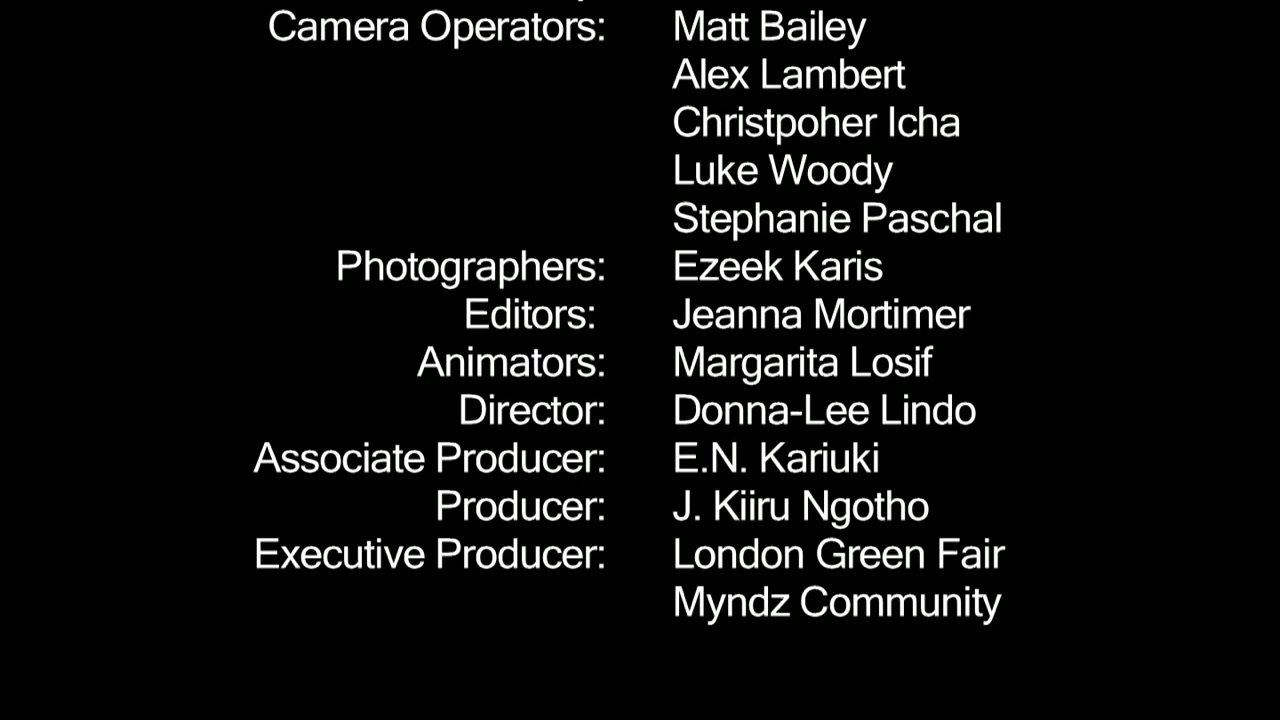 Camera Operators: Matt Bailey
Alex Lambert
Christpoher Icha
Luke Woody
Stephanie Paschal
Photographers: Ezeek Karis
Editors: Jeanna Mortimer
Animators: Margarita Losif
Director: Donna-Lee Lindo
Associate Producer: E.N. Kariuki
Producer: J. Kiiru Ngotho
Executive Producer: London Green Fair
Myndz Community